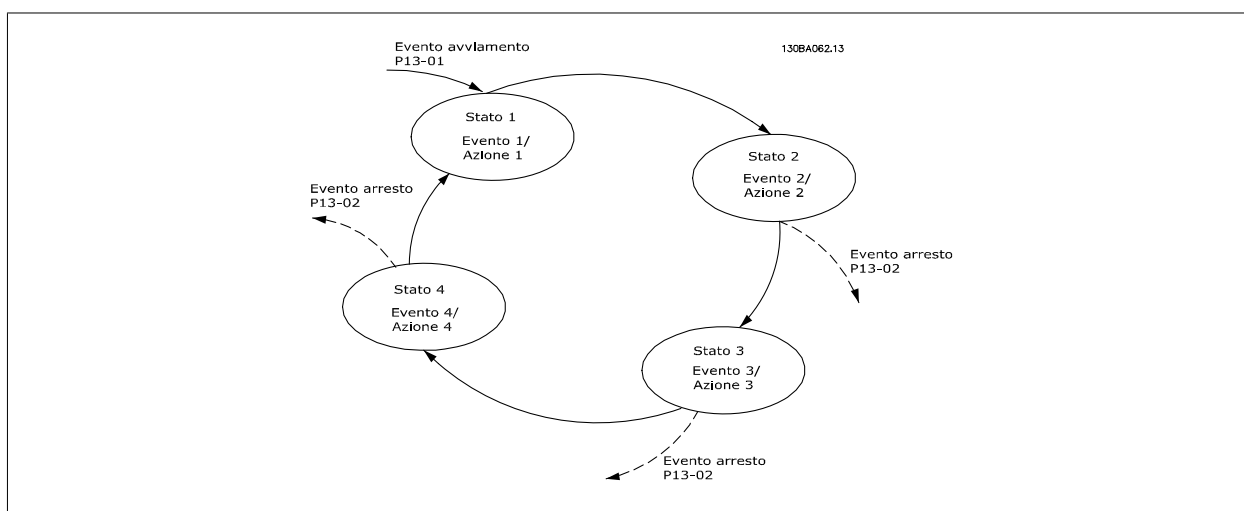 Evento avviamento
P13-01
130BA062.13
Stato 1
Evento 1/
Azione 1
Stato 2
Evento 2/
Azione 2
Evento arresto
P13-02
Evento arresto
P13-02
Stato 4
Evento 4/
Azione 4
Stato 3
Evento 3/
Azione 3
Evento arresto
P13-02